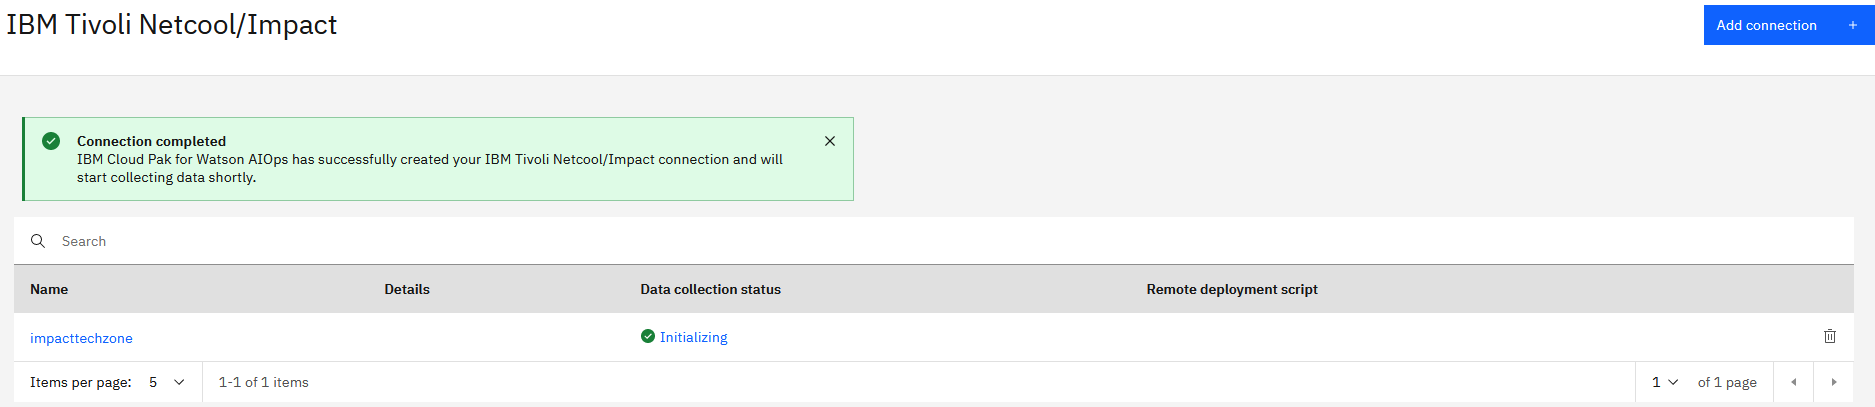 IBM Tivoli Netcool/Impact
Add connection +
Connection completed
IBM Cloud Pak for Watson AIOps has successfully created your IBM Tivoli Netcool/Impact connection and will
start collecting data shortly.
Search
Name Details Data collection status Remote deployment script
impacttechzone Initializing
Items per page: 5 1-1 of 1 items 1 of 1 page